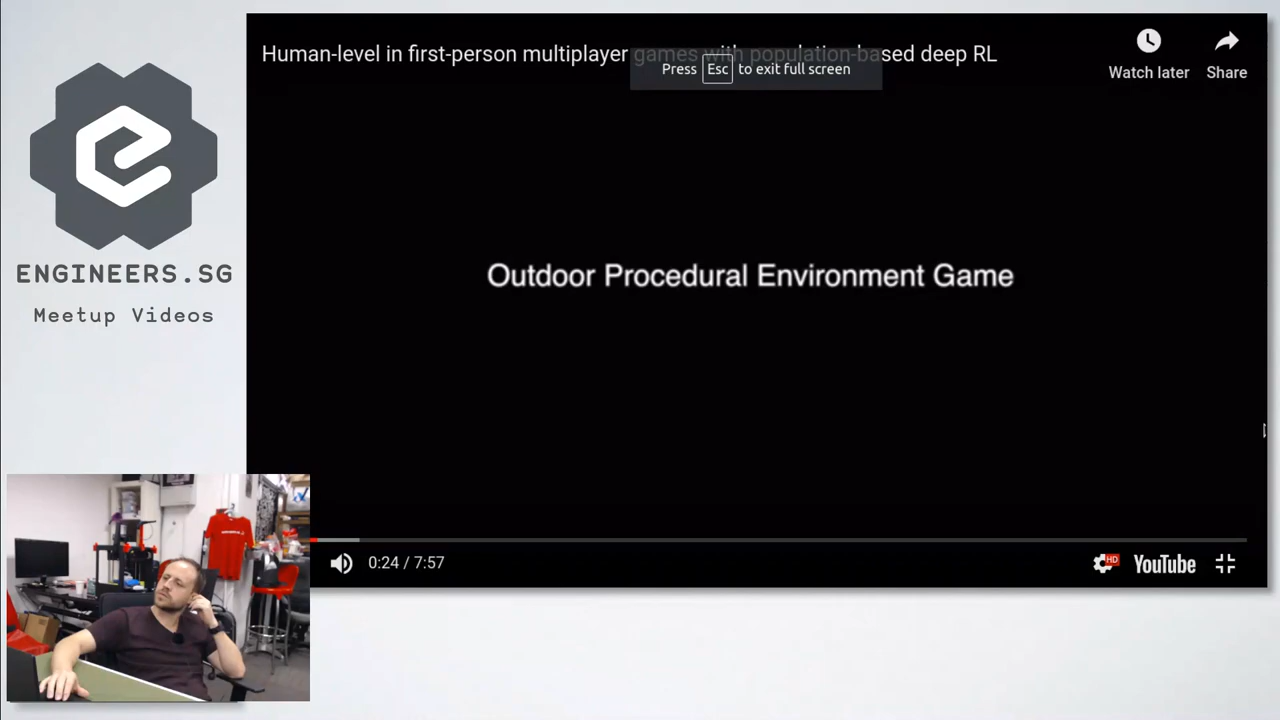 Human-level in first-person multiplayer games with population-based deep RL
Press Esc to exit full screen
Watch later
Share
ENGINEERS.SG
Meetup Videos
Outdoor Procedural Environment Game
0:24 / 7:57
HD
YouTube